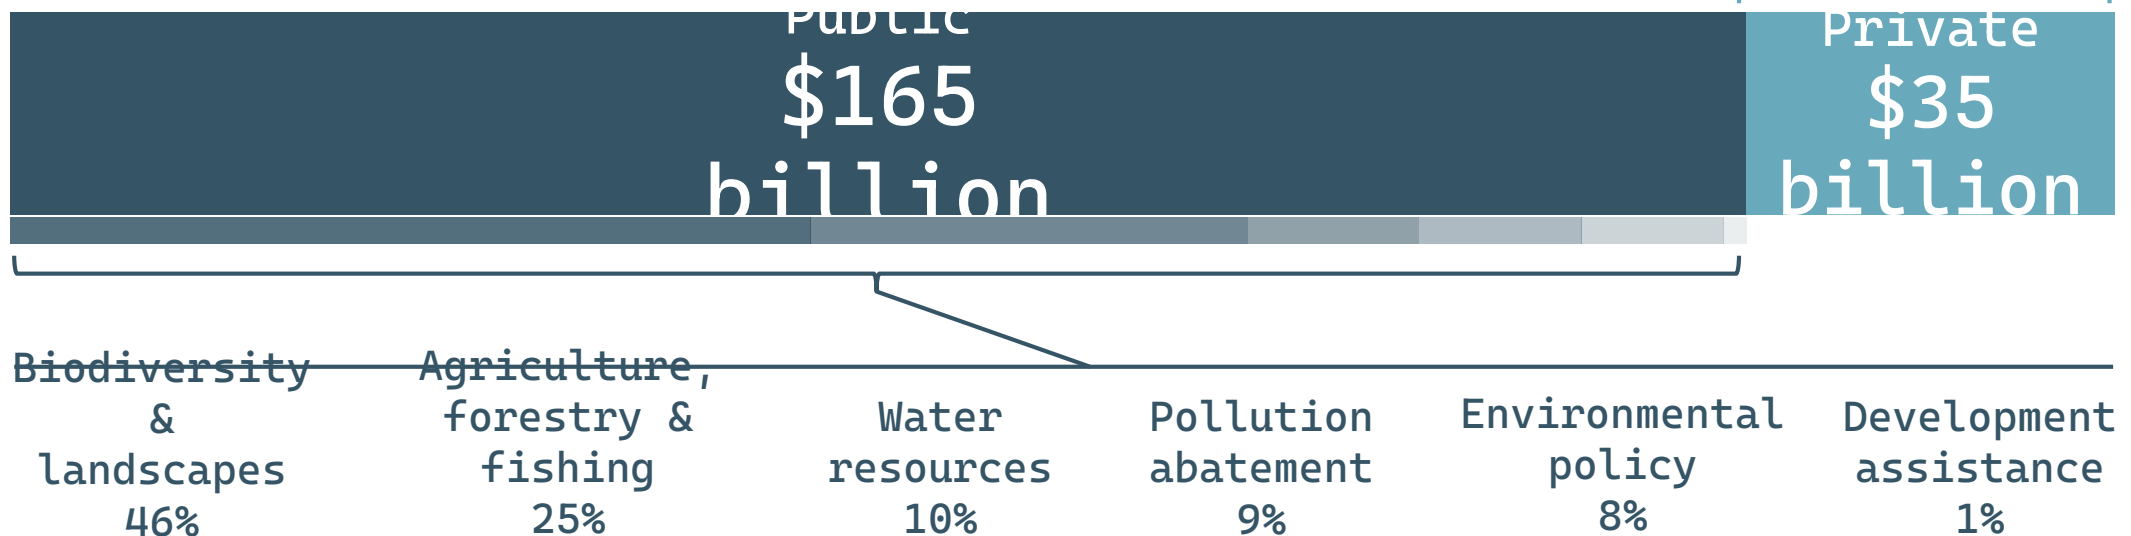 Public
$165
billion
Private
$35
billion
Biodiversity
&
landscapes
46%
Agriculture,
forestry &
fishing
25%
Water
resources
10%
Pollution
abatement
9%
Environmental
policy
8%
Development
assistance
1%